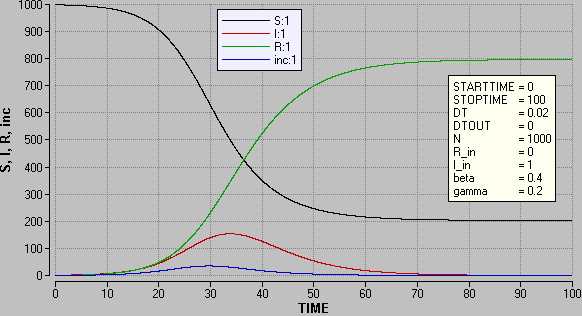 1000
900
800
700
600
500
400
300
200
100
0
S, I, R, inc
S:1
I:1
R:1
inc:1
STARTTIME = 0
STOPTIME = 100
DT = 0.02
DTOUT = 0
N = 1000
R_in = 0
I_in = 1
beta = 0.4
gamma = 0.2
0 10 20 30 40 50 60 70 80 90 100
TIME